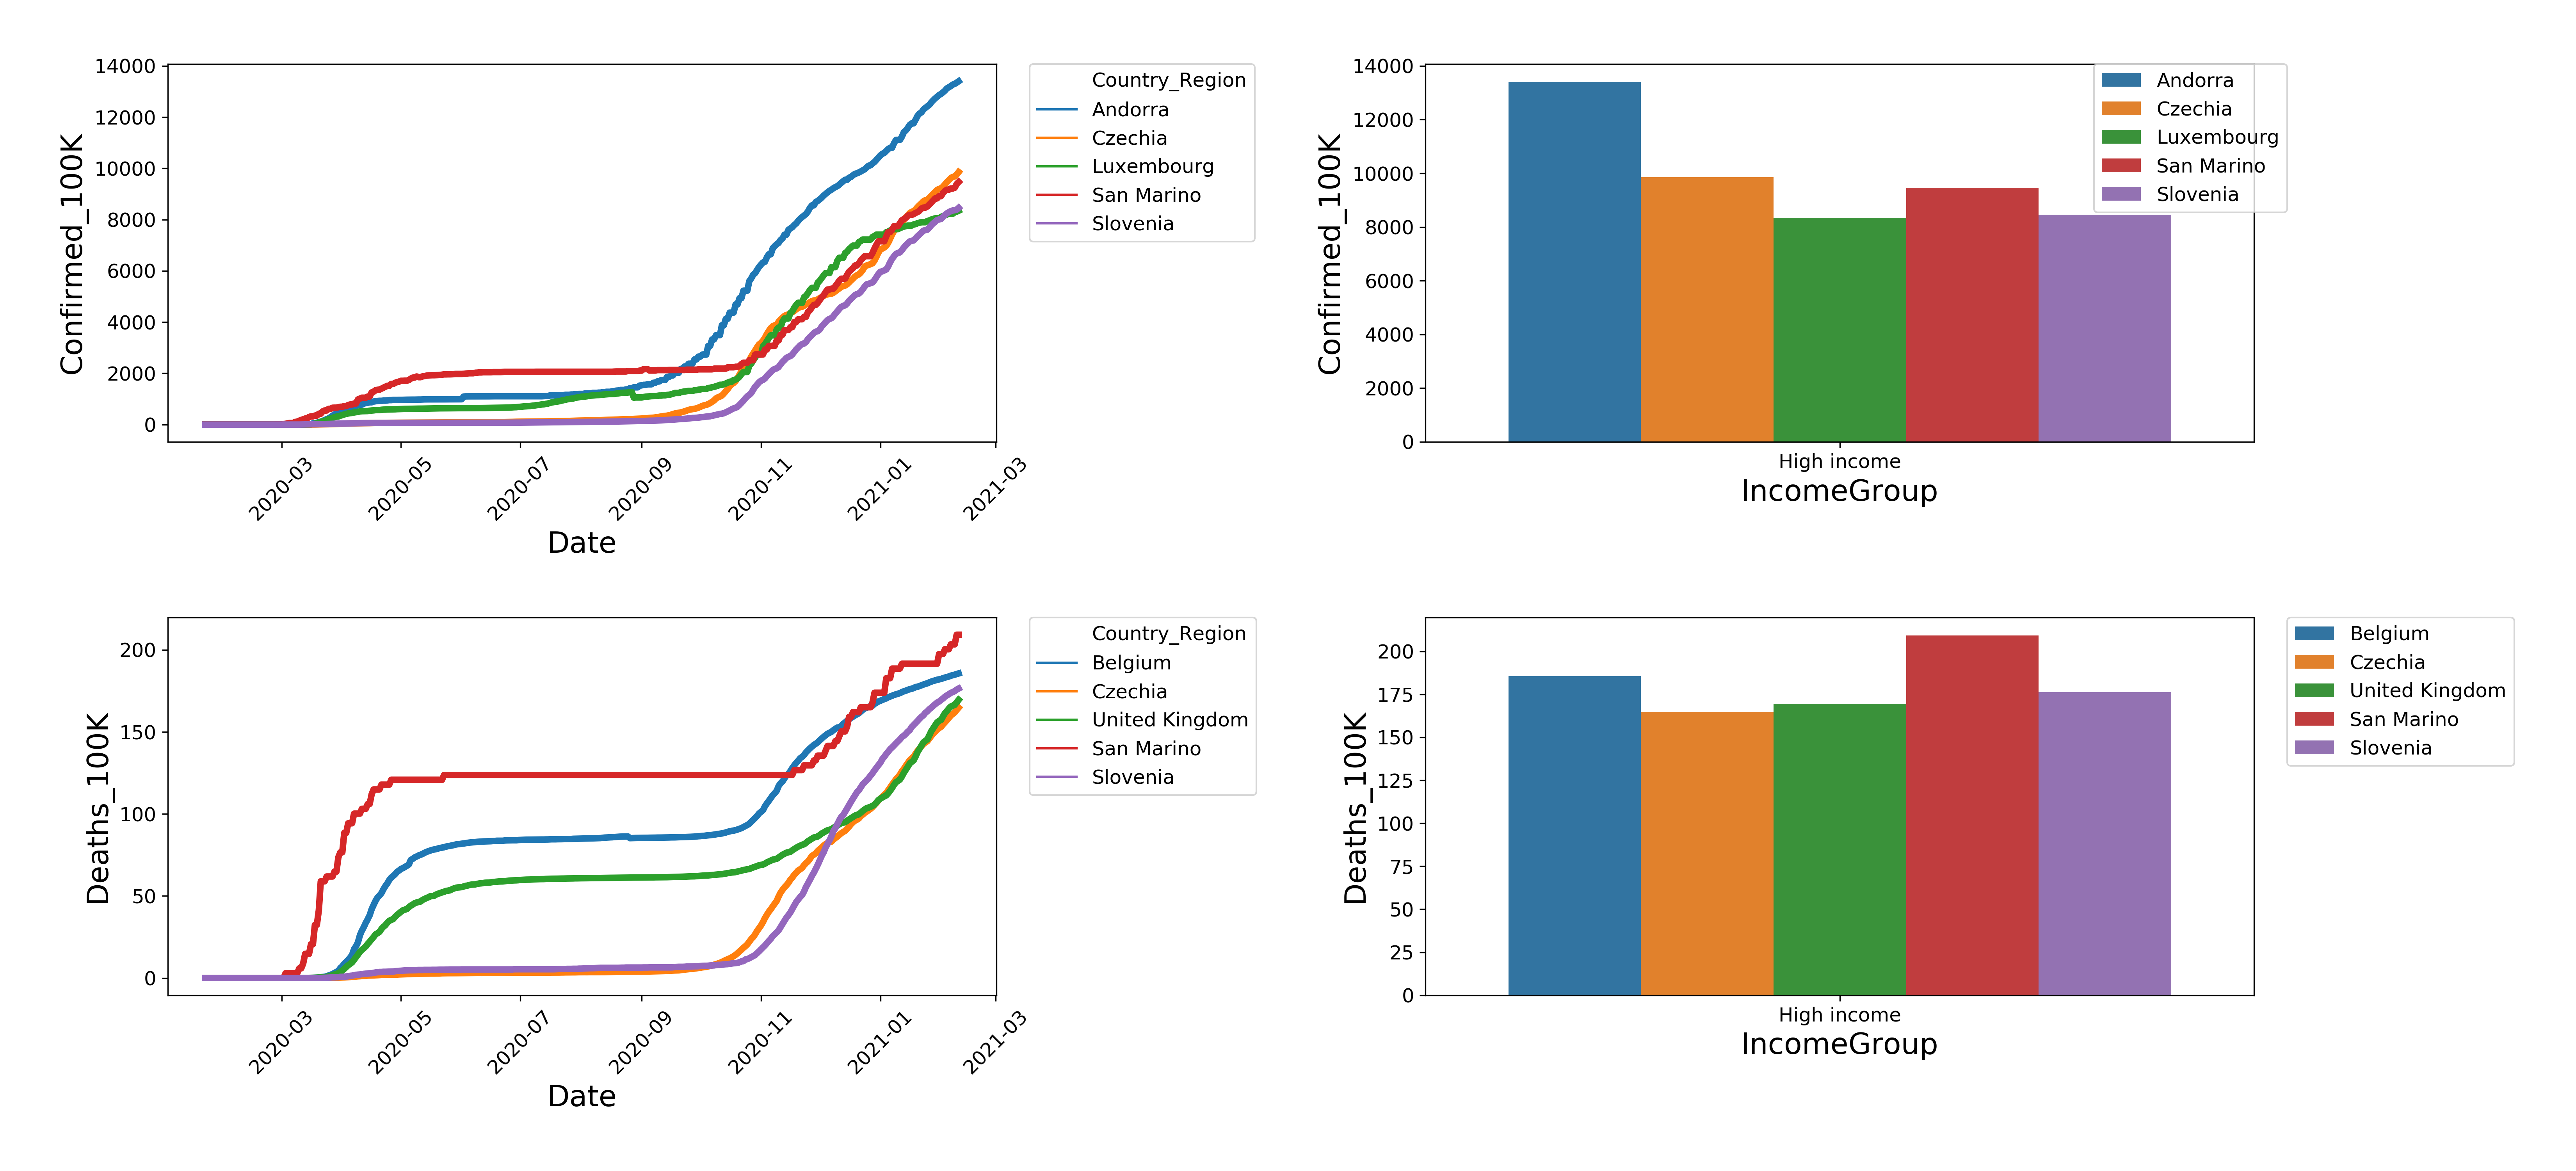 14000
12000
10000
8000
6000
4000
2000
0
Confirmed_100K
2020-03
2020-05
2020-07
2020-09
2020-11
2021-01
2021-03
Date
Country_Region
Andorra
Czechia
Luxembourg
San Marino
Slovenia
14000
12000
10000
8000
6000
4000
2000
0
Confirmed_100K
High income
IncomeGroup
Andorra
Czechia
Luxembourg
San Marino
Slovenia
200
150
100
50
0
Deaths_100K
2020-03
2020-05
2020-07
2020-09
2020-11
2021-01
2021-03
Date
Country_Region
Belgium
Czechia
United Kingdom
San Marino
Slovenia
200
175
150
125
100
75
50
25
0
Deaths_100K
High income
IncomeGroup
Belgium
Czechia
United Kingdom
San Marino
Slovenia